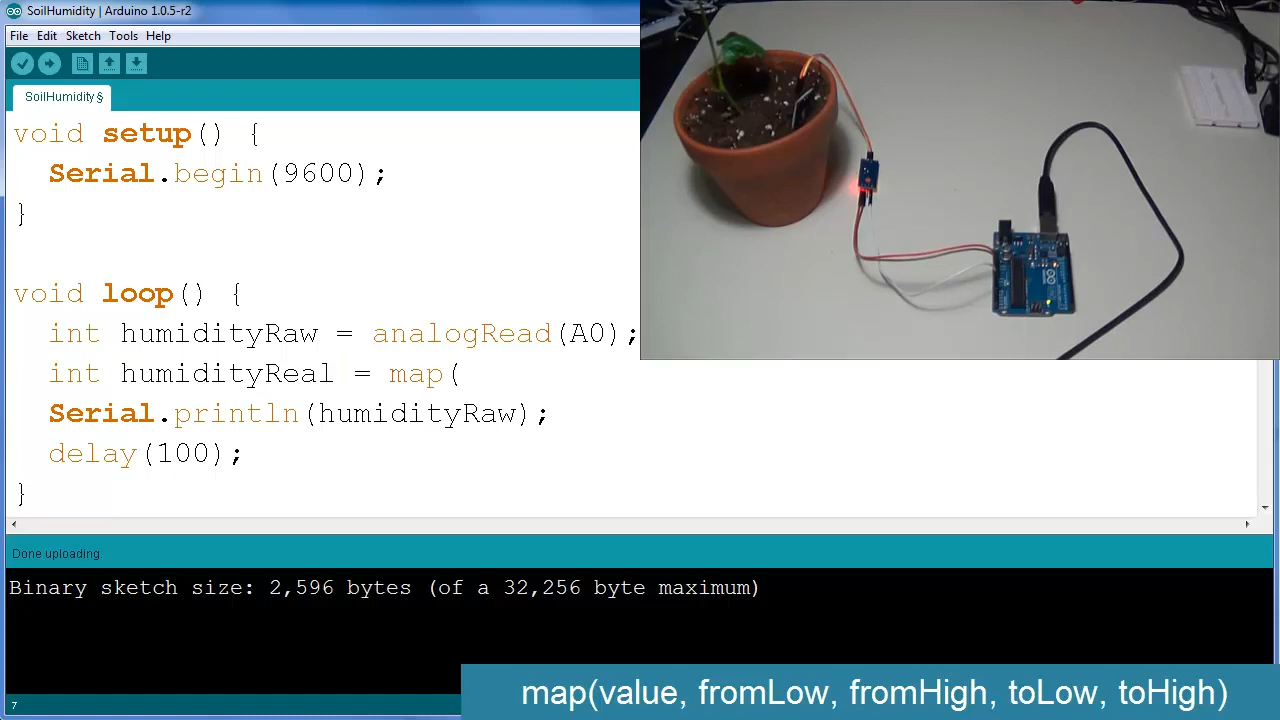 SoilHumidity | Arduino 1.0.5-r2
File Edit Sketch Tools Help
SoilHumidity §
void setup() {
Serial.begin(9600);
}
void loop() {
int humidityRaw = analogRead(A0);
int humidityReal = map(
Serial.println(humidityRaw);
delay(100);
}
Done uploading.
Binary sketch size: 2,596 bytes (of a 32,256 byte maximum)
7
map(value, fromLow, fromHigh, toLow, toHigh)